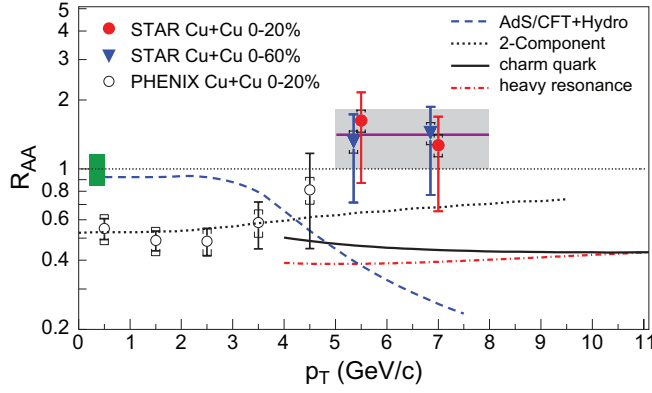 STAR Cu+Cu 0-20%
STAR Cu+Cu 0-60%
PHENIX Cu+Cu 0-20%
AdS/CFT+Hydro
2-Component
charm quark
heavy resonance
R_AA
5
4
3
2
1
0.8
0.6
0.4
0.2
0 1 2 3 4 5 6 7 8 9 10 11
p_T (GeV/c)